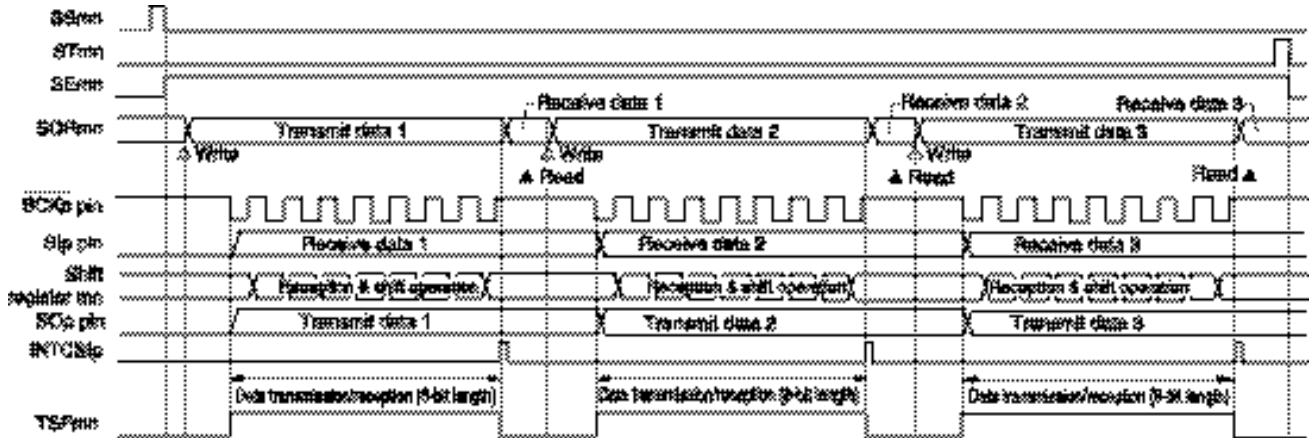 SSmn
STmn
SEmn
Receive data 1
Receive data 2
Receive data 3
SDRmn
Transmit data 1
Transmit data 2
Transmit data 3
Write
Write
Write
Read
Read
Read
SCKp pin
SIp pin
Receive data 1
Receive data 2
Receive data 3
Shift
register mn
Reception & shift operation
Reception & shift operation
Reception & shift operation
SOp pin
Transmit data 1
Transmit data 2
Transmit data 3
INTCSIp
Data transmission/reception (8-bit length)
Data transmission/reception (8-bit length)
Data transmission/reception (8-bit length)
TSFmn